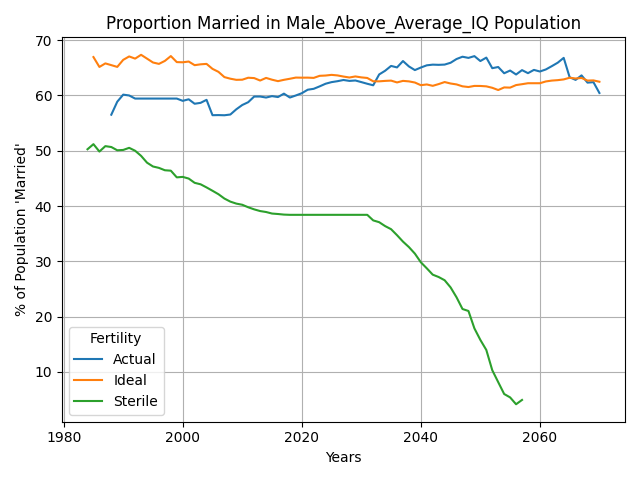 Proportion Married in Male_Above_Average_IQ Population
% of Population 'Married'
70
60
50
40
30
20
10
Fertility
Actual
Ideal
Sterile
1980
2000
2020
2040
2060
Years